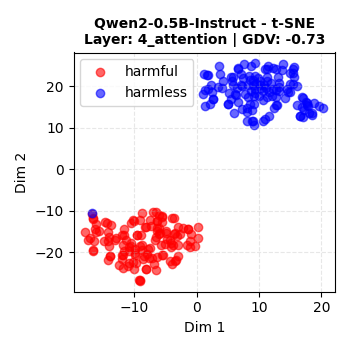 Qwen2-0.5B-Instruct - t-SNE
Layer: 4_attention | GDV: -0.73
harmful
harmless
20
10
0
−10
−20
Dim 2
−10
0
10
20
Dim 1